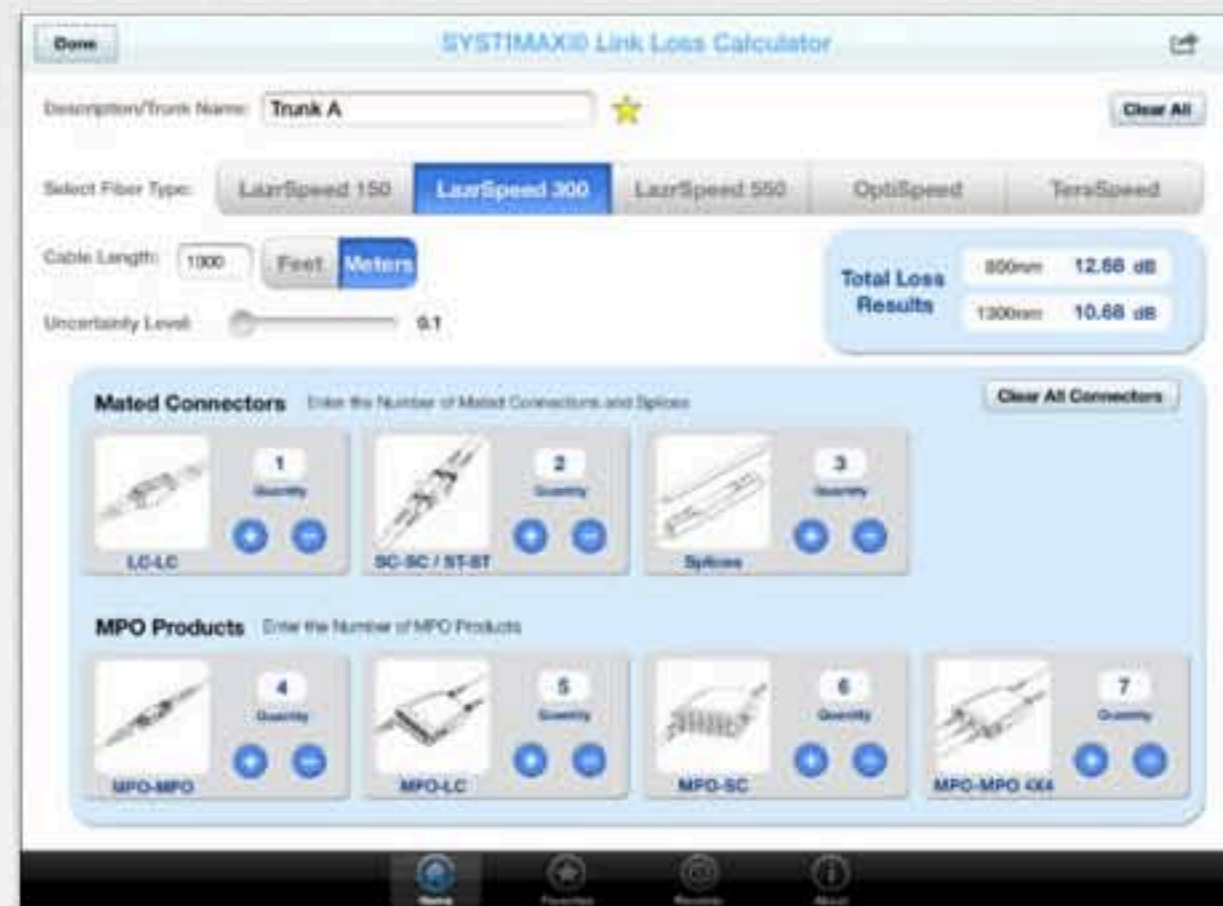 Done
SYSTIMAX® Link Loss Calculator
Description/Trunk Name: Trunk A
Clear All
Select Fiber Type: LazrSpeed 150 LazrSpeed 300 LazrSpeed 550 OptiSpeed TeraSpeed
Cable Length: 1000 Feet Meters
Uncertainty Level: 0.1
Total Loss Results
850nm 12.68 dB
1300nm 10.68 dB
Mated Connectors Enter the Number of Mated Connections and Splices
Clear All Connectors
1 Quantity LC-LC
2 Quantity SC-SC / ST-ST
3 Quantity Splices
MPO Products Enter the Number of MPO Products
4 Quantity MPO-MPO
5 Quantity MPO-LC
6 Quantity MPO-SC
7 Quantity MPO-MPO 4X4
Home Favorites About